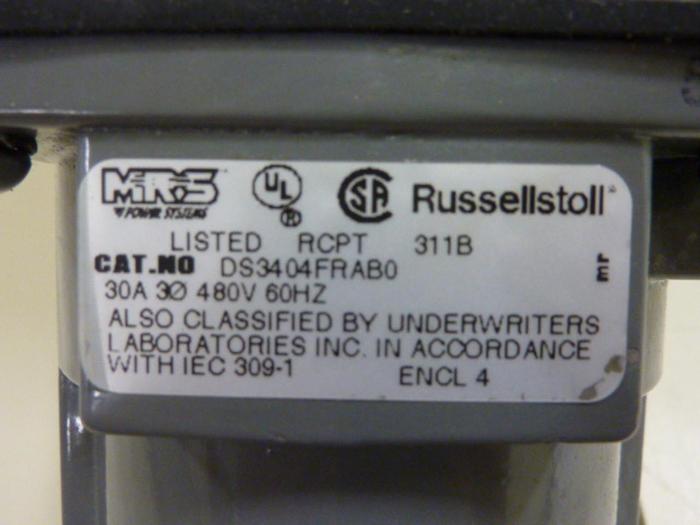 MRS UL SA Russellstoll
POWER SYSTEMS ®
LISTED RCPT 311B
CAT.NO DS3404FRAB0
mr
30A 3Ø 480V 60HZ
ALSO CLASSIFIED BY UNDERWRITERS
LABORATORIES INC. IN ACCORDANCE
WITH IEC 309-1 ENCL 4